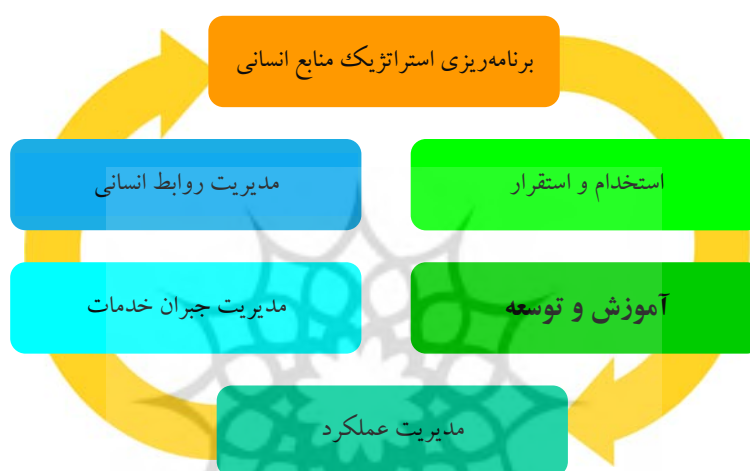 برنامه‌ریزی استراتژیک منابع انسانی
استخدام و استقرار
مدیریت روابط انسانی
آموزش و توسعه
مدیریت جبران خدمات
مدیریت عملکرد